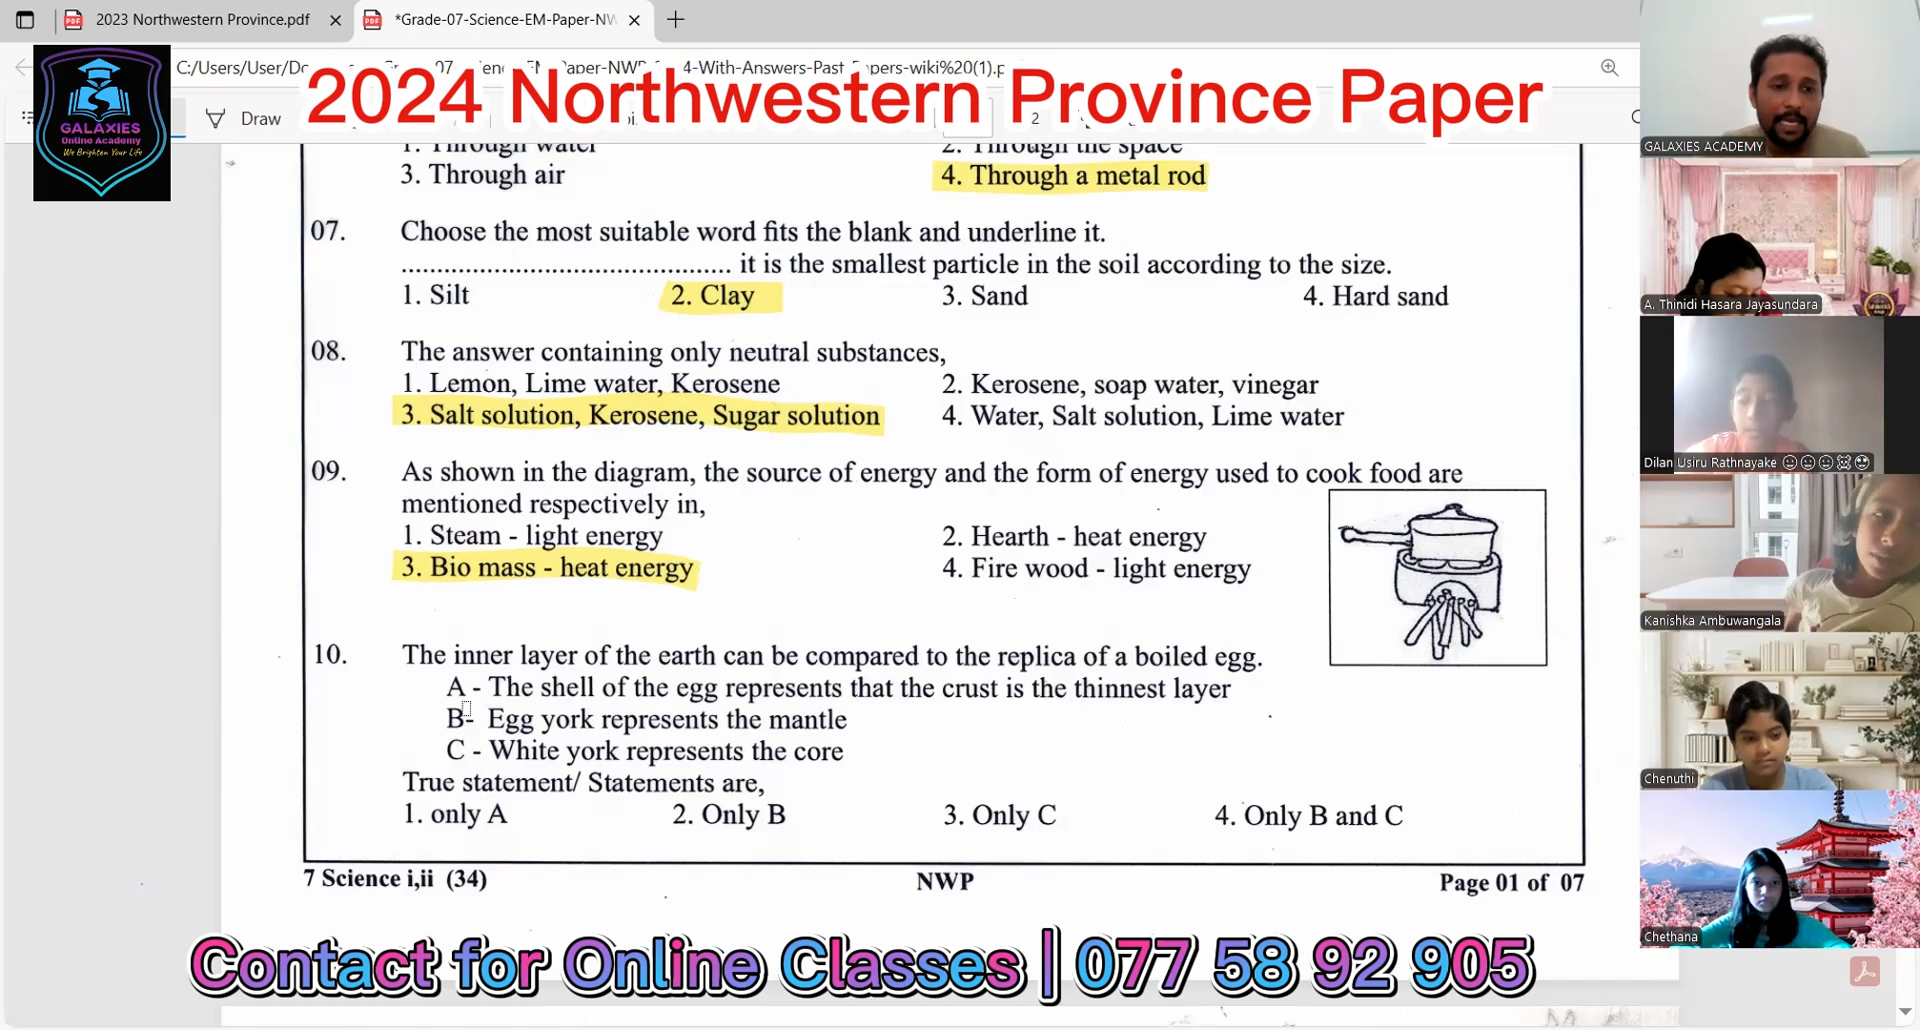 2023 Northwestern Province.pdf
*Grade-07-Science-EM-Paper-NW
GALAXIES
Online Academy
We Brighten Your Life
2024 Northwestern Province Paper
Draw
2
1. Through water
2. Through the space
3. Through air
4. Through a metal rod
07. Choose the most suitable word fits the blank and underline it.
.............................................. it is the smallest particle in the soil according to the size.
1. Silt
2. Clay
3. Sand
4. Hard sand
08. The answer containing only neutral substances,
1. Lemon, Lime water, Kerosene
2. Kerosene, soap water, vinegar
3. Salt solution, Kerosene, Sugar solution
4. Water, Salt solution, Lime water
09. As shown in the diagram, the source of energy and the form of energy used to cook food are
mentioned respectively in,
1. Steam - light energy
2. Hearth - heat energy
3. Bio mass - heat energy
4. Fire wood - light energy
10. The inner layer of the earth can be compared to the replica of a boiled egg.
A - The shell of the egg represents that the crust is the thinnest layer
B- Egg york represents the mantle
C - White york represents the core
True statement/ Statements are,
1. only A
2. Only B
3. Only C
4. Only B and C
7 Science i,ii (34)
NWP
Page 01 of 07
Contact for Online Classes | 077 58 92 905
GALAXIES ACADEMY
A. Thinidi Hasara Jayasundara
Dilan Usiru Rathnayake
Kanishka Ambuwangala
Chenuthi
Chethana